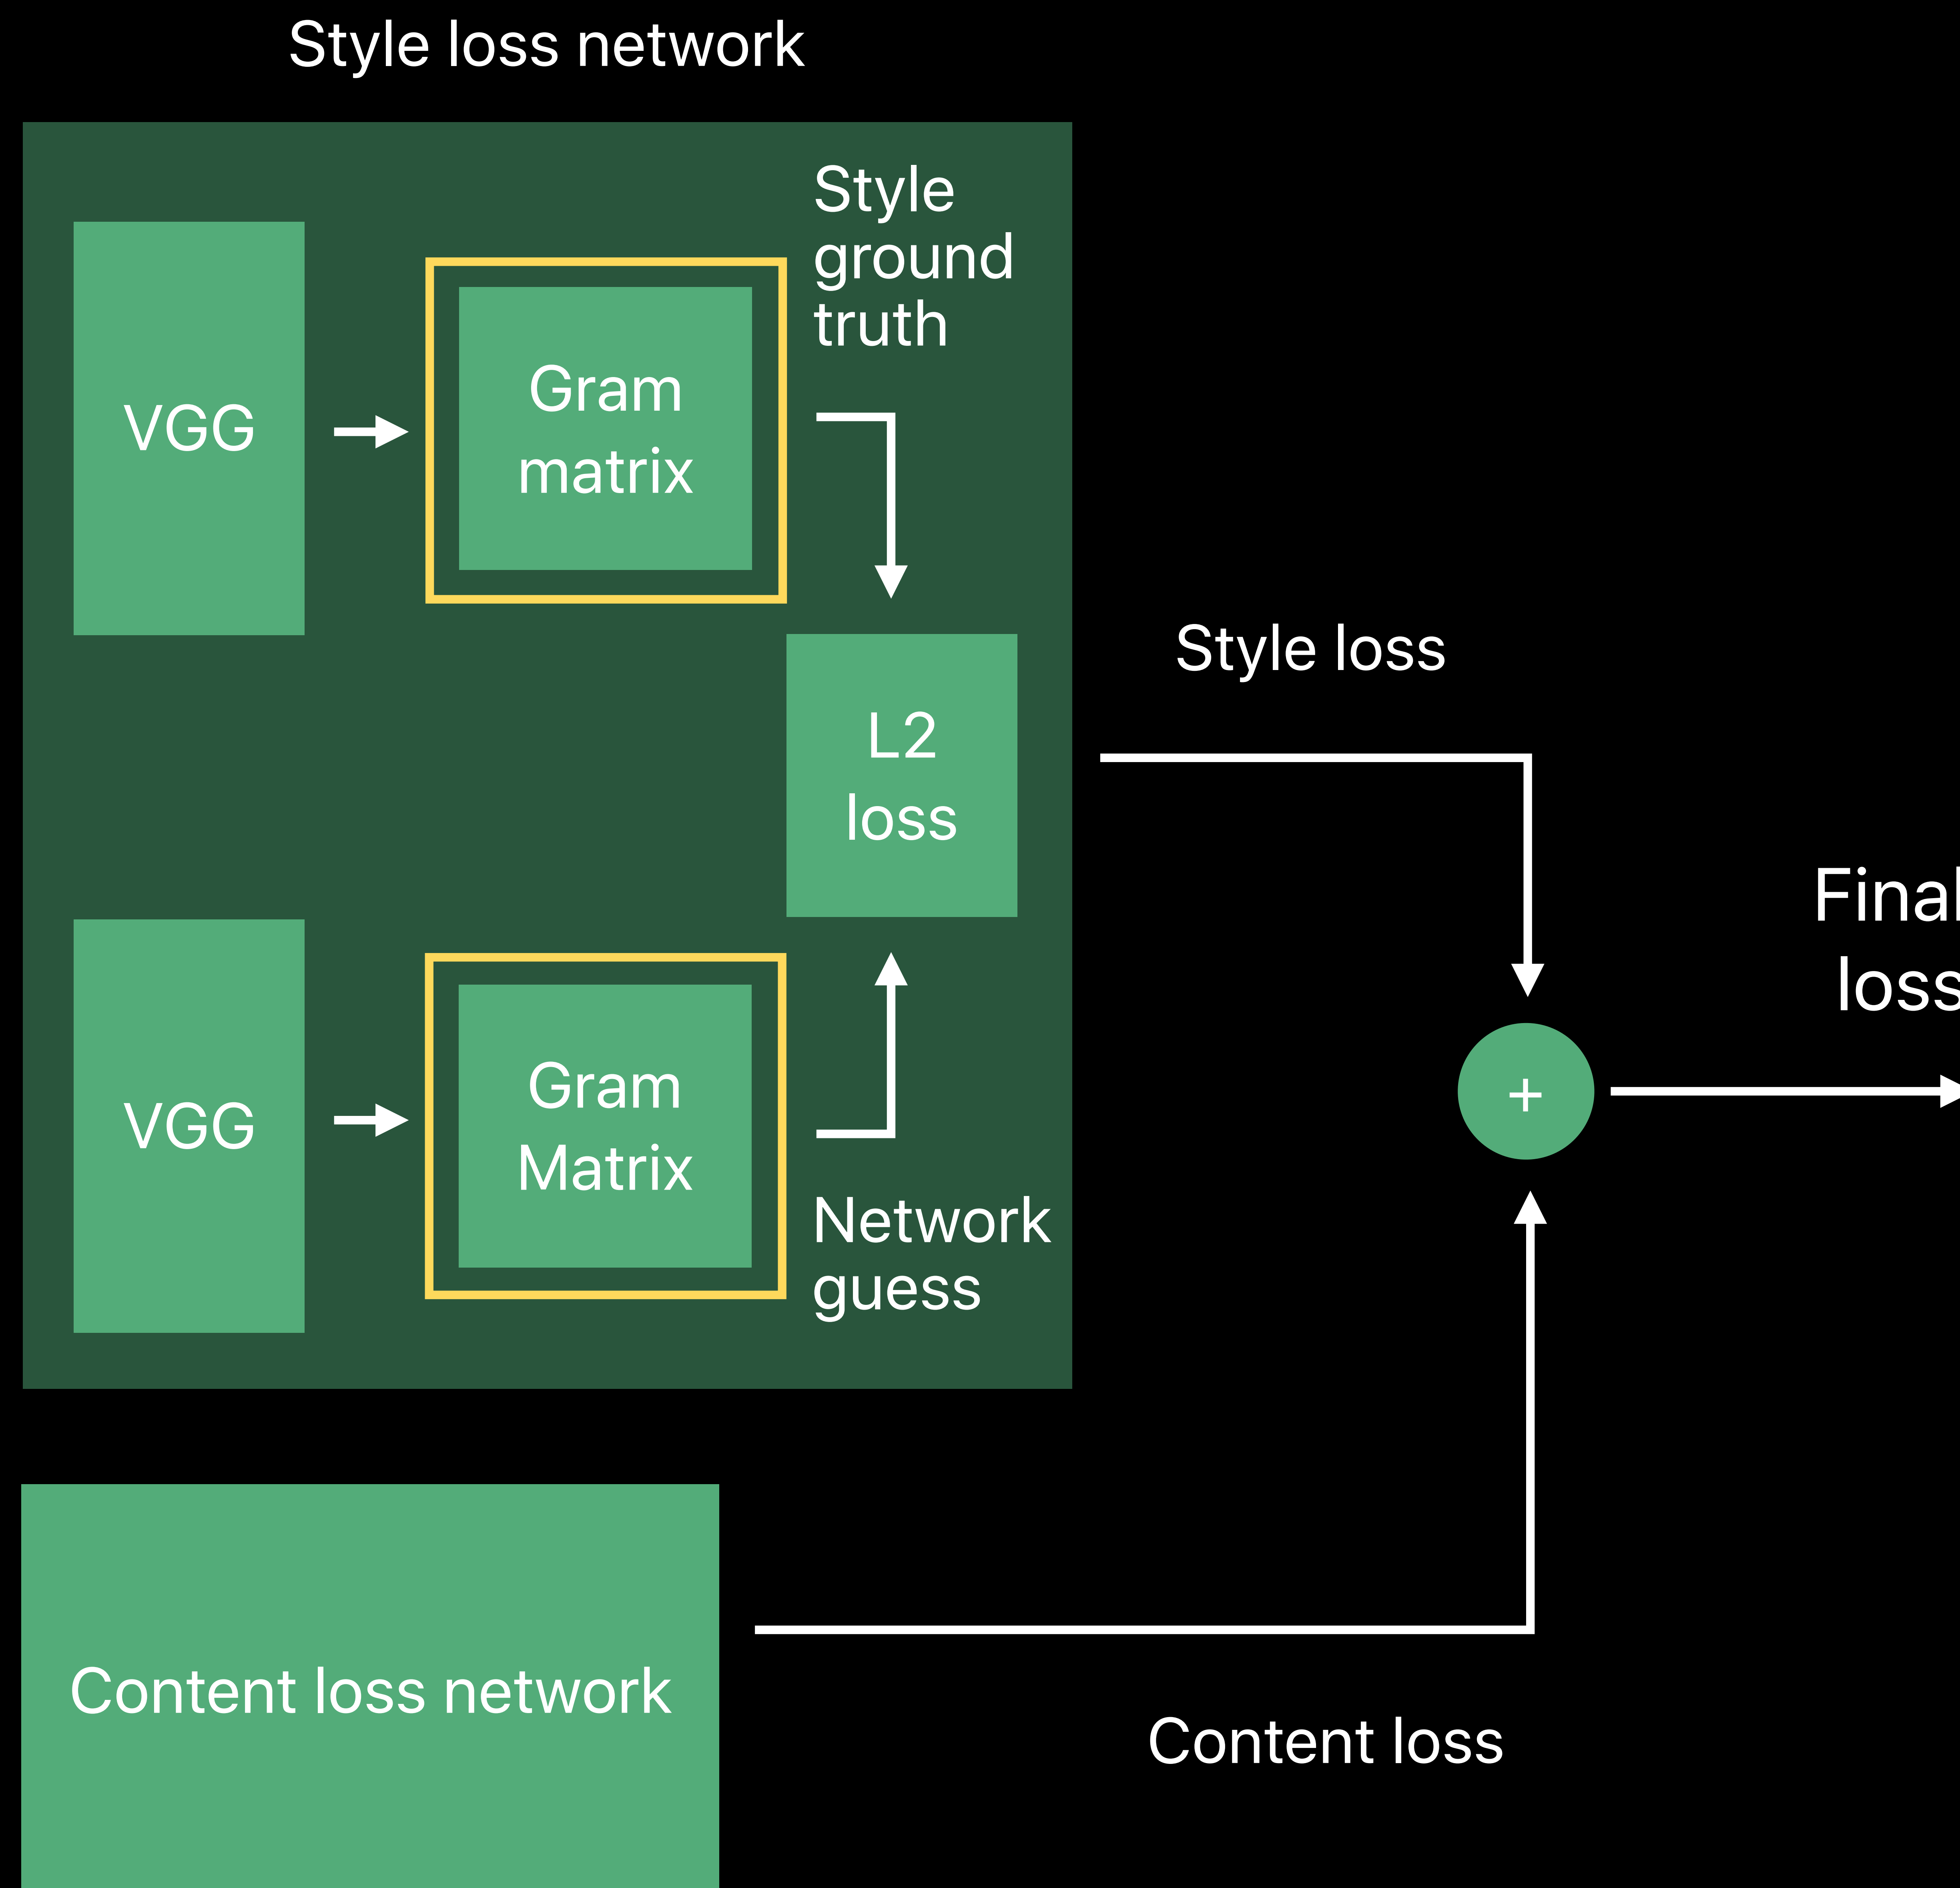 Style loss network
Style
ground
truth
VGG
Gram
matrix
L2
loss
Style loss
VGG
Gram
Matrix
Network
guess
+
Final
loss
Content loss network
Content loss